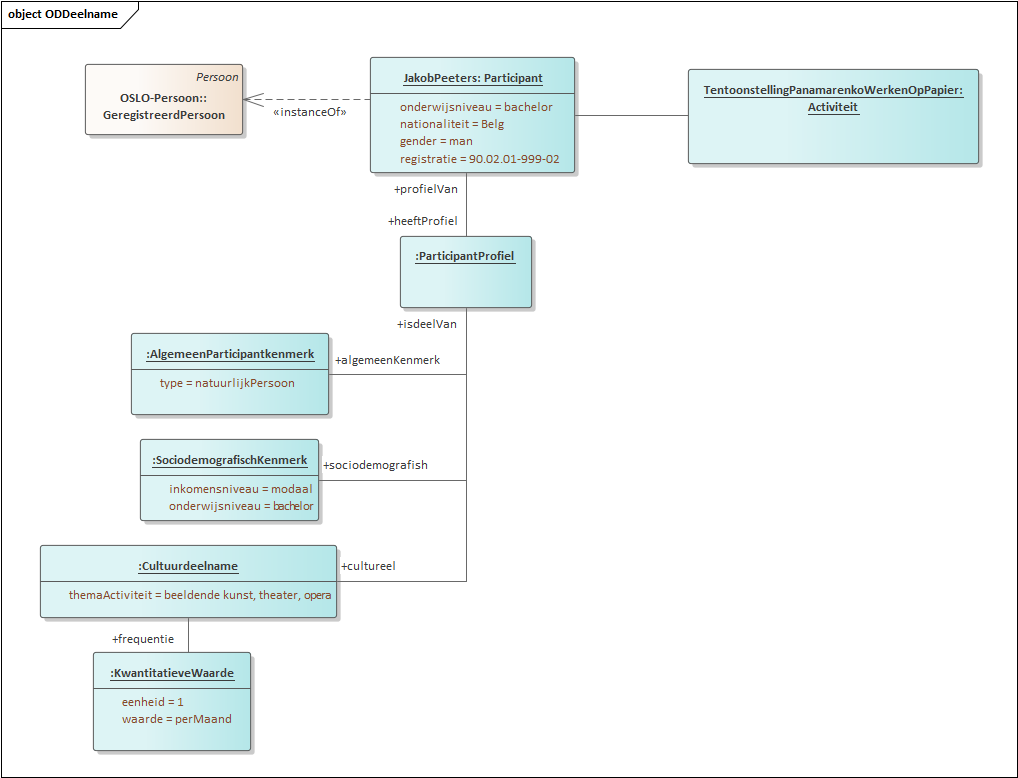 object ODDeelname
Persoon
OSLO-Persoon::
GeregistreerdPersoon
«instanceOf»
JakobPeeters: Participant
onderwijsniveau = bachelor
nationaliteit = Belg
gender = man
registratie = 90.02.01-999-02
TentoonstellingPanamarenkoWerkenOpPapier:
Activiteit
+profielVan
+heeftProfiel
:ParticipantProfiel
+isdeelVan
:AlgemeenParticipantkenmerk
type = natuurlijkPersoon
+algemeenKenmerk
:SociodemografischKenmerk
inkomensniveau = modaal
onderwijsniveau = bachelor
+sociodemografish
:Cultuurdeelname
themaActiviteit = beeldende kunst, theater, opera
+cultureel
+frequentie
:KwantitatieveWaarde
eenheid = 1
waarde = perMaand